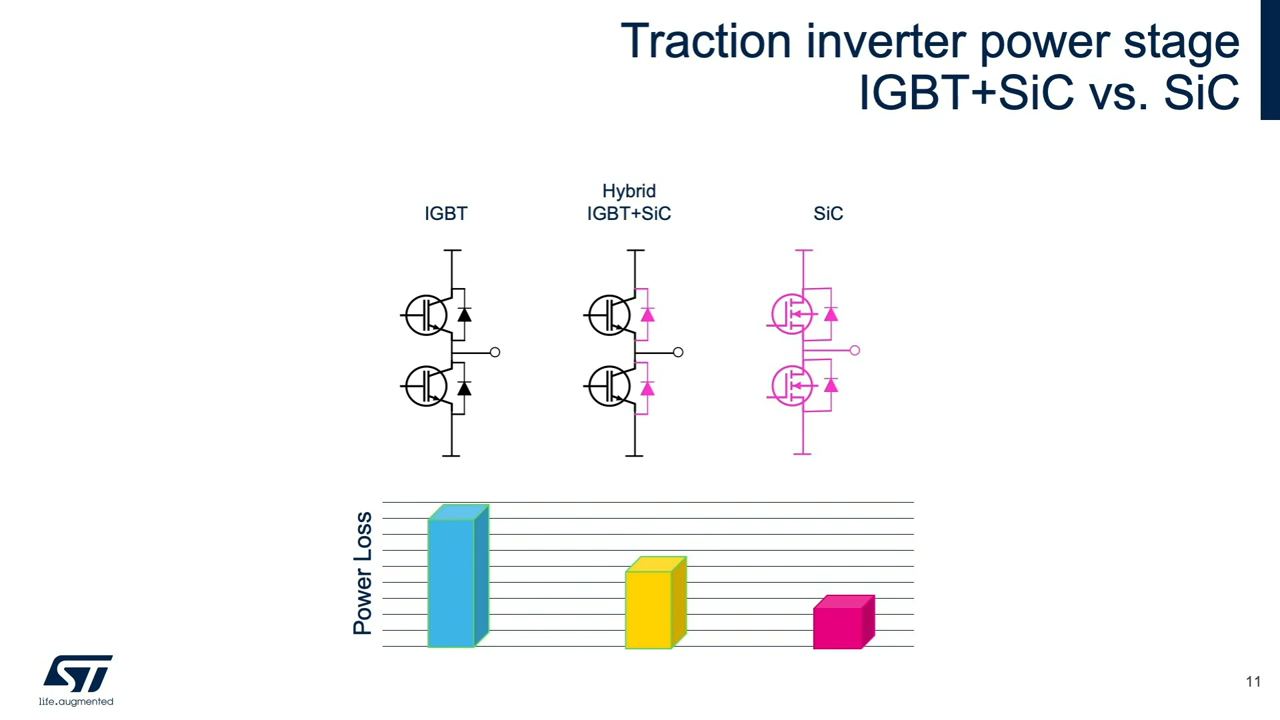 Traction inverter power stage
IGBT+SiC vs. SiC
IGBT
Hybrid
IGBT+SiC
SiC
Power Loss
ST
life.augmented
11